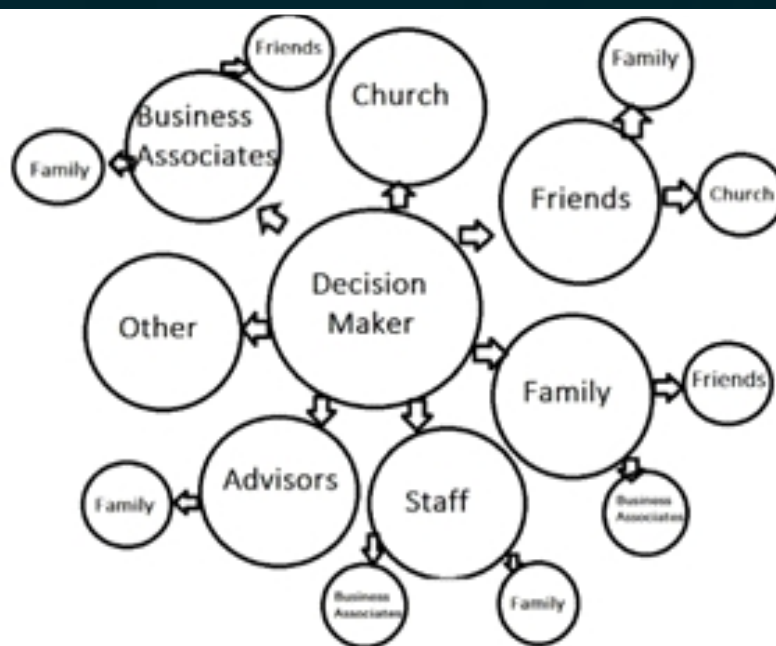 Friends
Business
Associates
Family
Church
Family
Friends
Church
Decision
Maker
Other
Family
Friends
Business
Associates
Advisors
Family
Staff
Business
Associates
Family